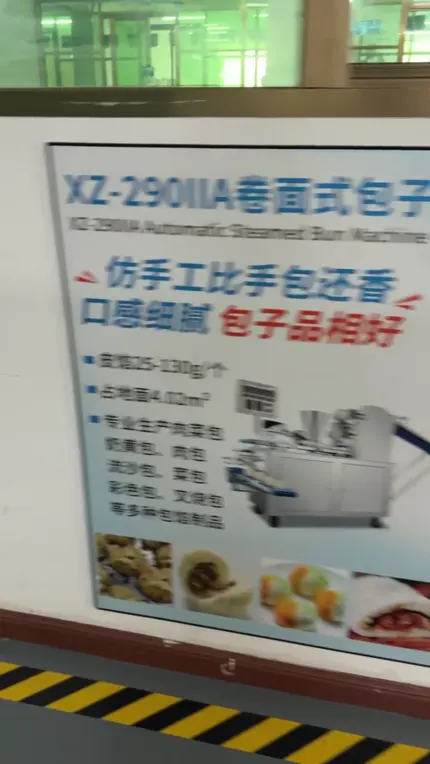 XZ-290IIA卷面式包子
XZ-290IIA Automatic Steamed Bun Machine
仿手工比手包还香
口感细腻 包子品相好
皮馅25-130g/个
占地面4.02m²
专业生产肉菜包
奶黄包、肉包
流沙包、菜包
彩色包、叉烧包
等多种包馅制品